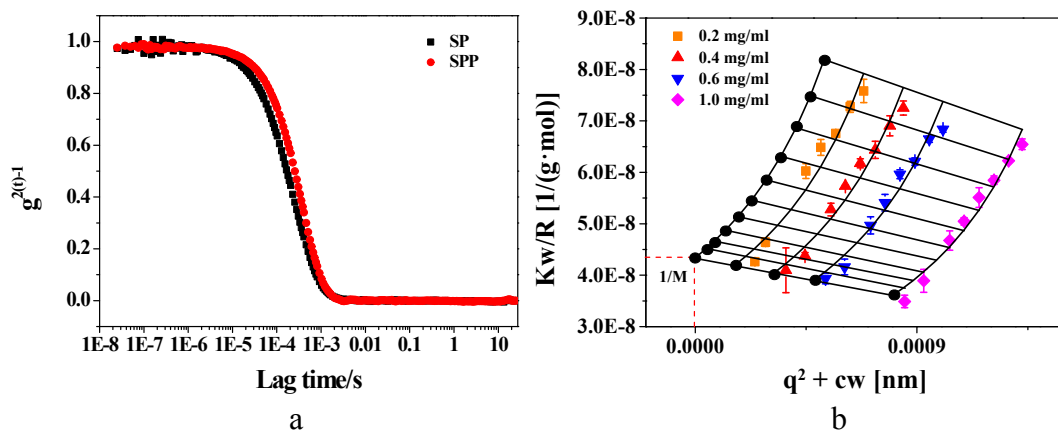 g²⁽ᵗ⁾⁻¹
1.0
0.8
0.6
0.4
0.2
0.0
SP
SPP
1E-8 1E-7 1E-6 1E-5 1E-4 1E-3 0.01 0.1 1 10
Lag time/s
a
Kw/R [1/(g·mol)]
9.0E-8
8.0E-8
7.0E-8
6.0E-8
5.0E-8
4.0E-8
3.0E-8
0.2 mg/ml
0.4 mg/ml
0.6 mg/ml
1.0 mg/ml
1/M
0.0000 0.0009
q² + cw [nm]
b